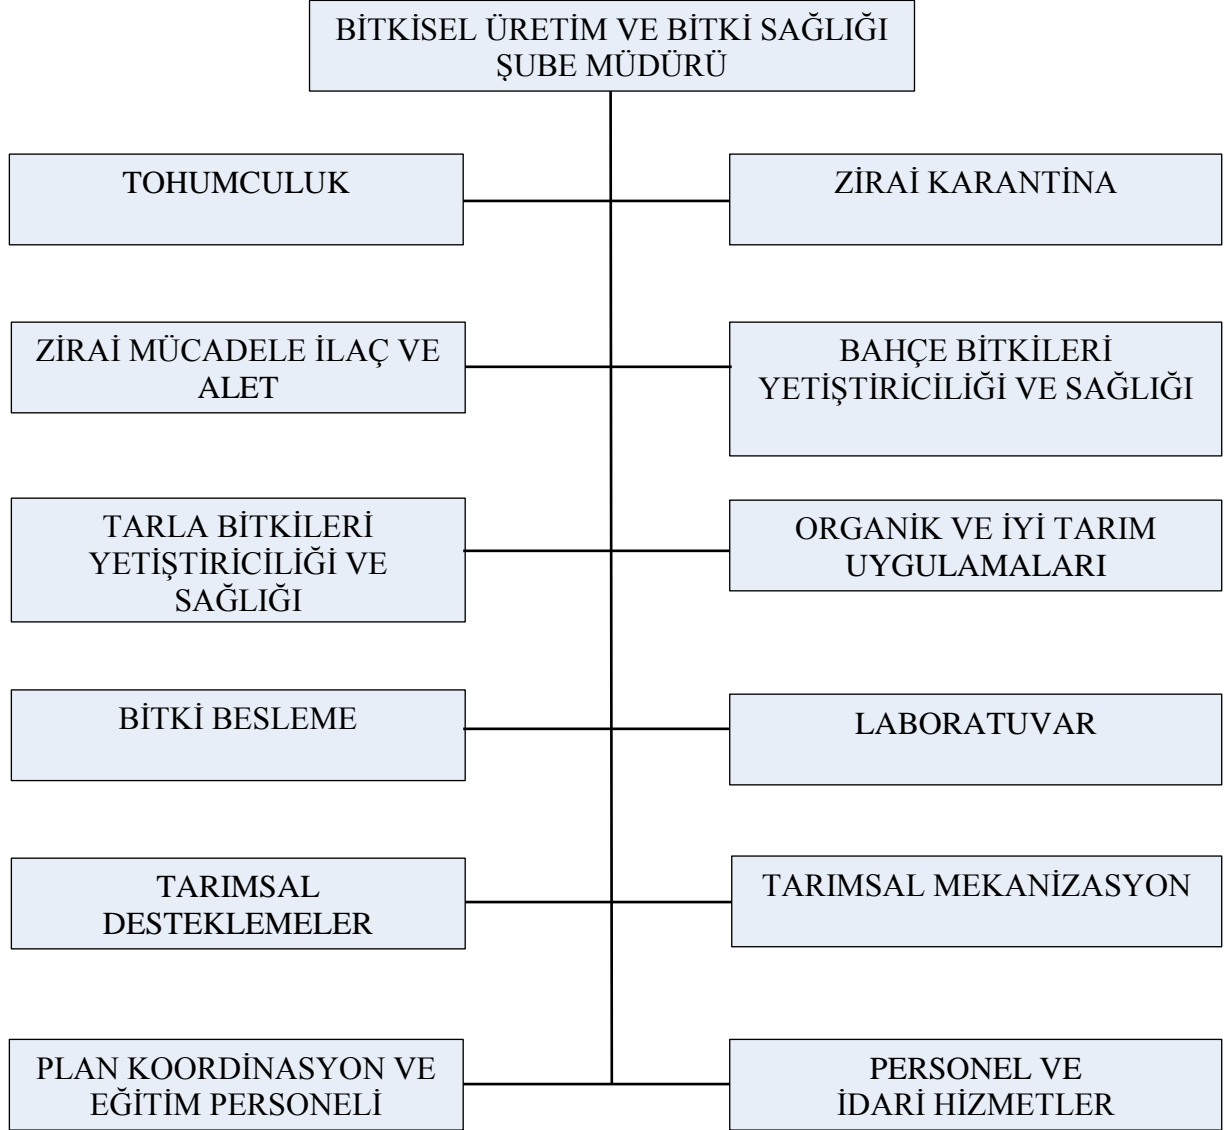 BİTKİSEL ÜRETİM VE BİTKİ SAĞLIĞI
ŞUBE MÜDÜRÜ
TOHUMCULUK
ZİRAİ KARANTİNA
ZİRAİ MÜCADELE İLAÇ VE
ALET
BAHÇE BİTKİLERİ
YETİŞTİRİCİLİĞİ VE SAĞLIĞI
TARLA BİTKİLERİ
YETİŞTİRİCİLİĞİ VE
SAĞLIĞI
ORGANİK VE İYİ TARIM
UYGULAMALARI
BİTKİ BESLEME
LABORATUVAR
TARIMSAL
DESTEKLEMELER
TARIMSAL MEKANİZASYON
PLAN KOORDİNASYON VE
EĞİTİM PERSONELİ
PERSONEL VE
İDARİ HİZMETLER